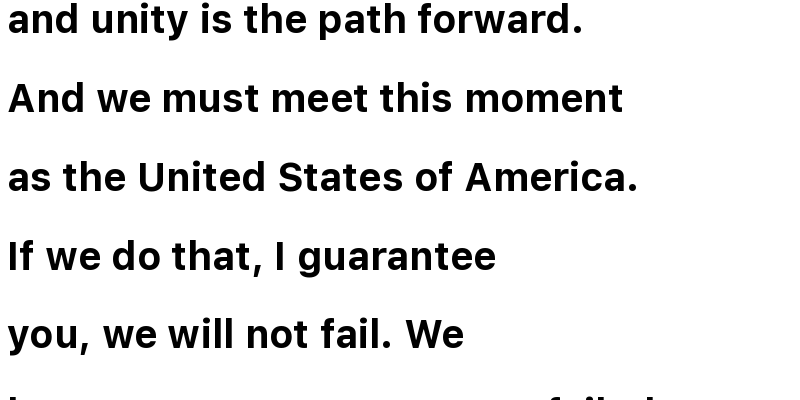 and unity is the path forward.
And we must meet this moment
as the United States of America.
If we do that, I guarantee
you, we will not fail. We